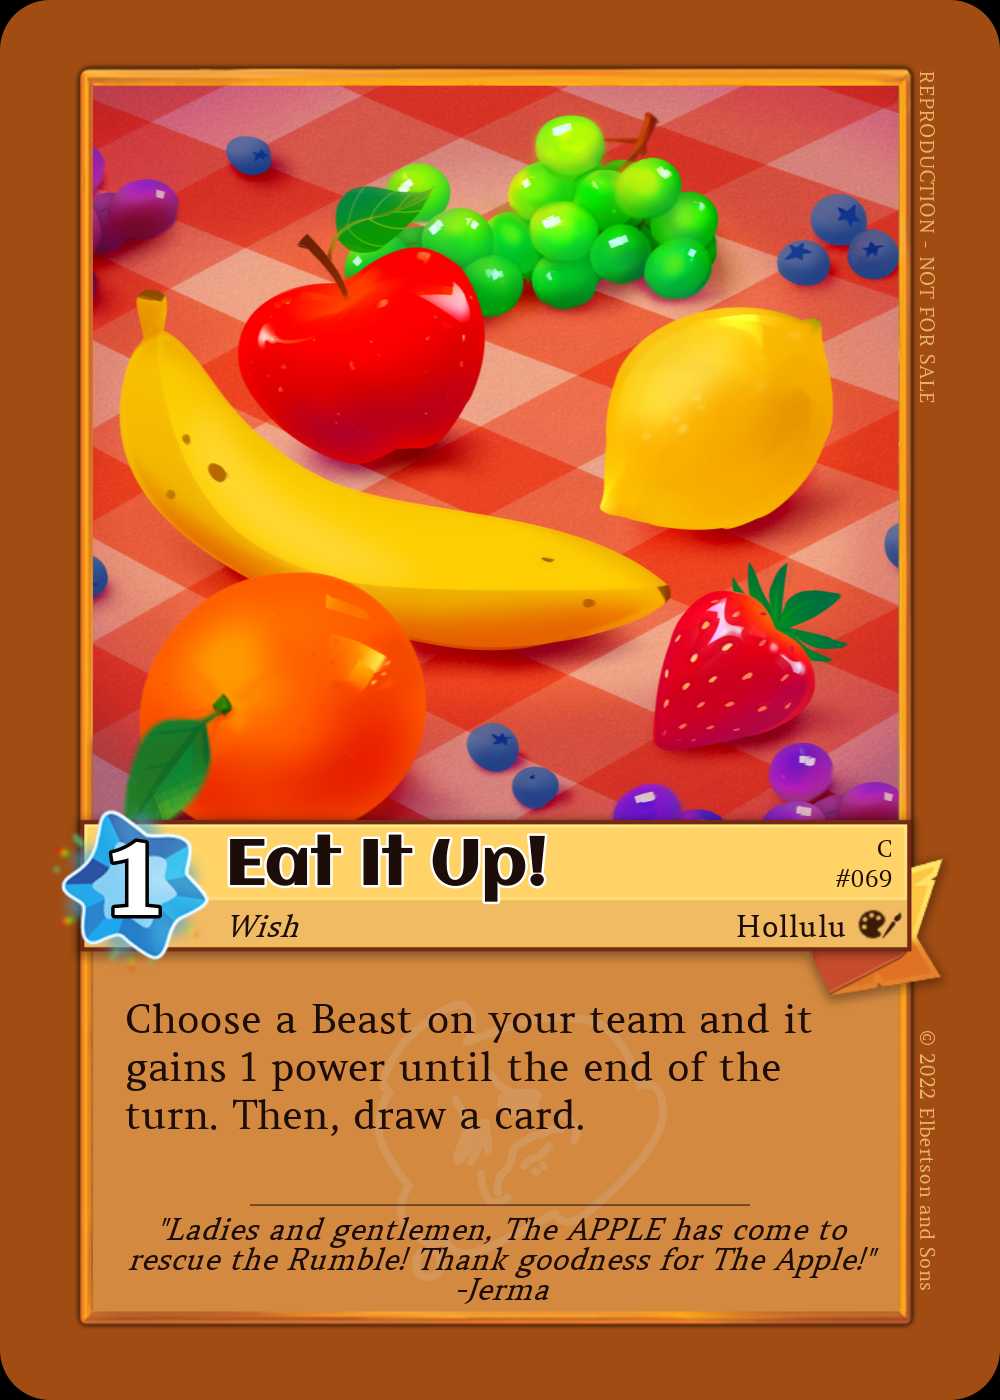 REPRODUCTION - NOT FOR SALE
1
Eat It Up!
C
#069
Wish
Hollulu
Choose a Beast on your team and it
gains 1 power until the end of the
turn. Then, draw a card.
"Ladies and gentlemen, The APPLE has come to
rescue the Rumble! Thank goodness for The Apple!"
-Jerma
© 2022 Elbertson and Sons